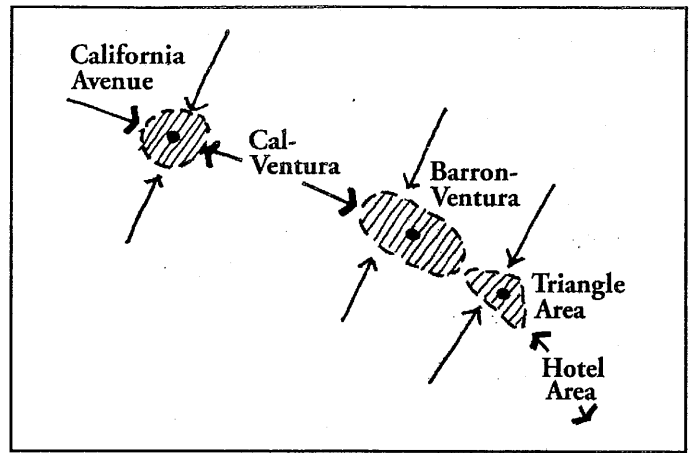 California
Avenue
Cal-
Ventura
Barron-
Ventura
Triangle
Area
Hotel
Area